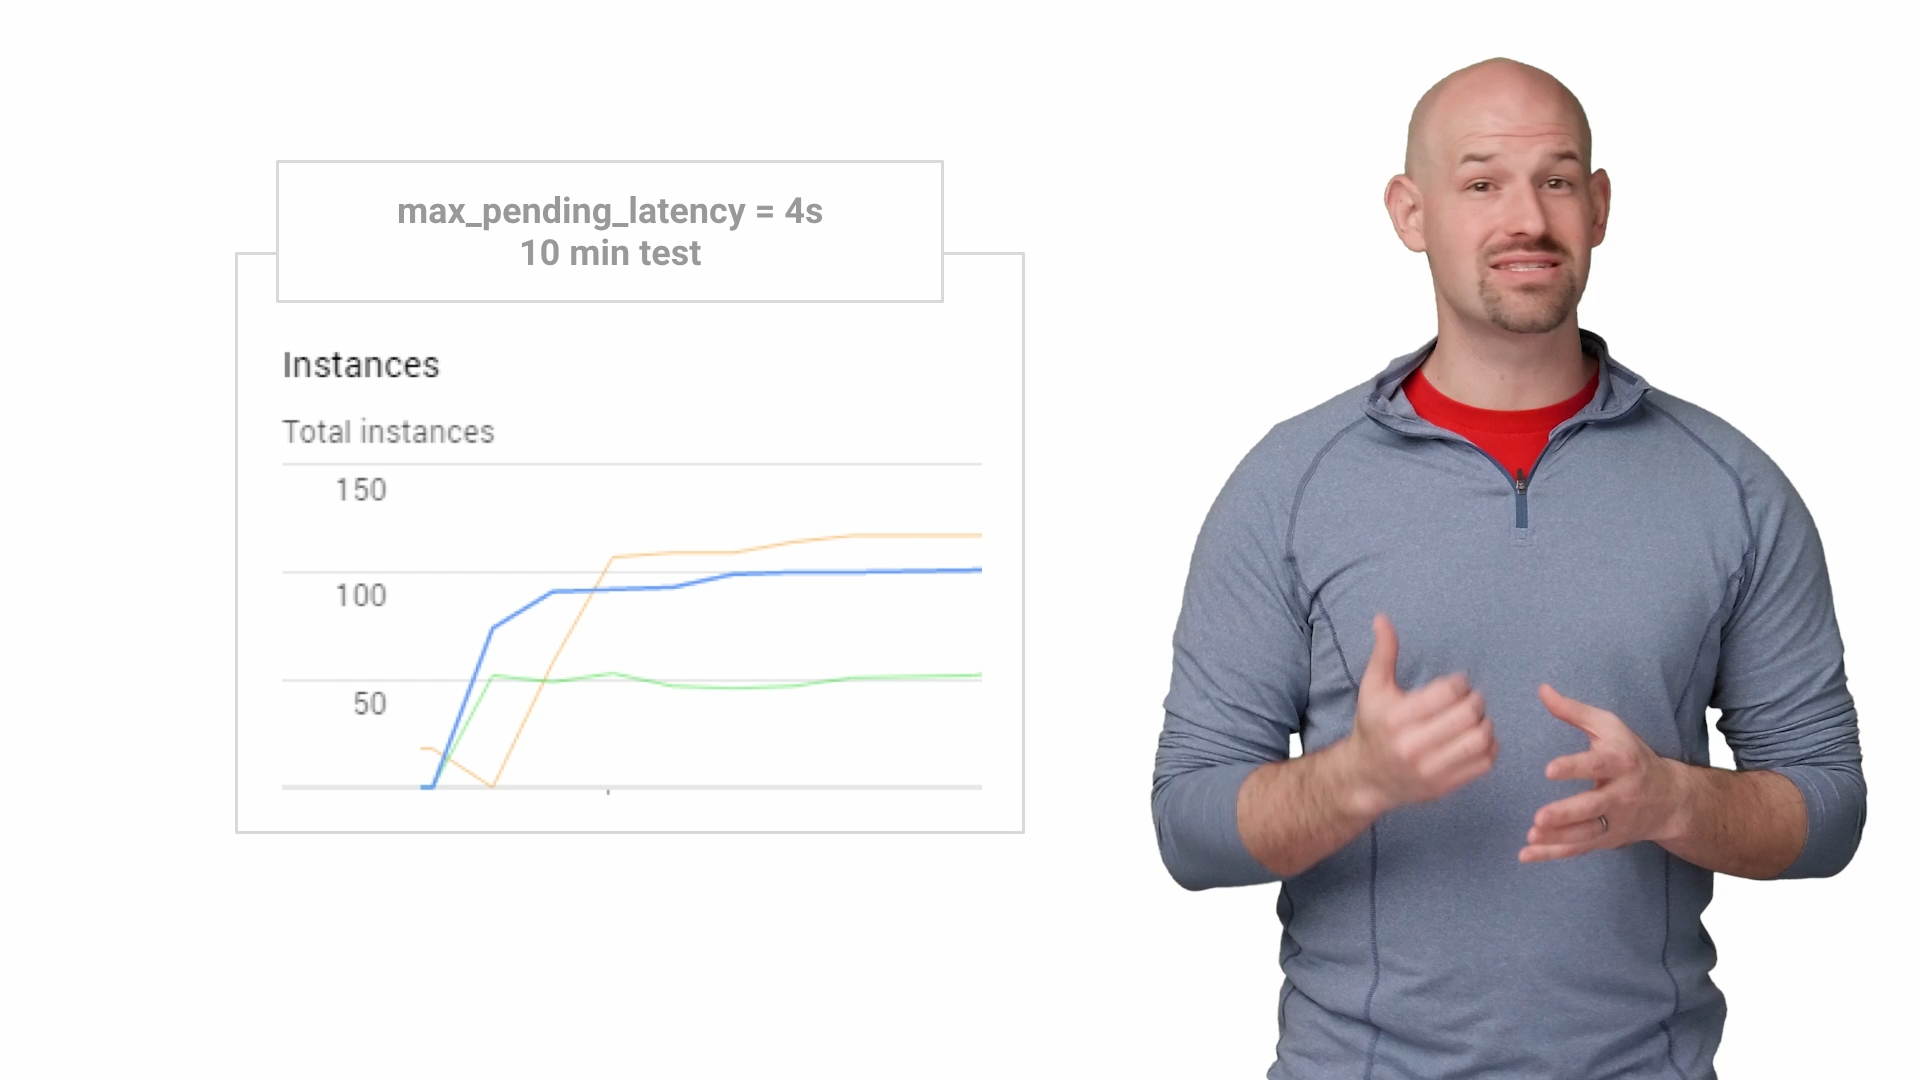 max_pending_latency = 4s
10 min test
Instances
Total instances
150
100
50